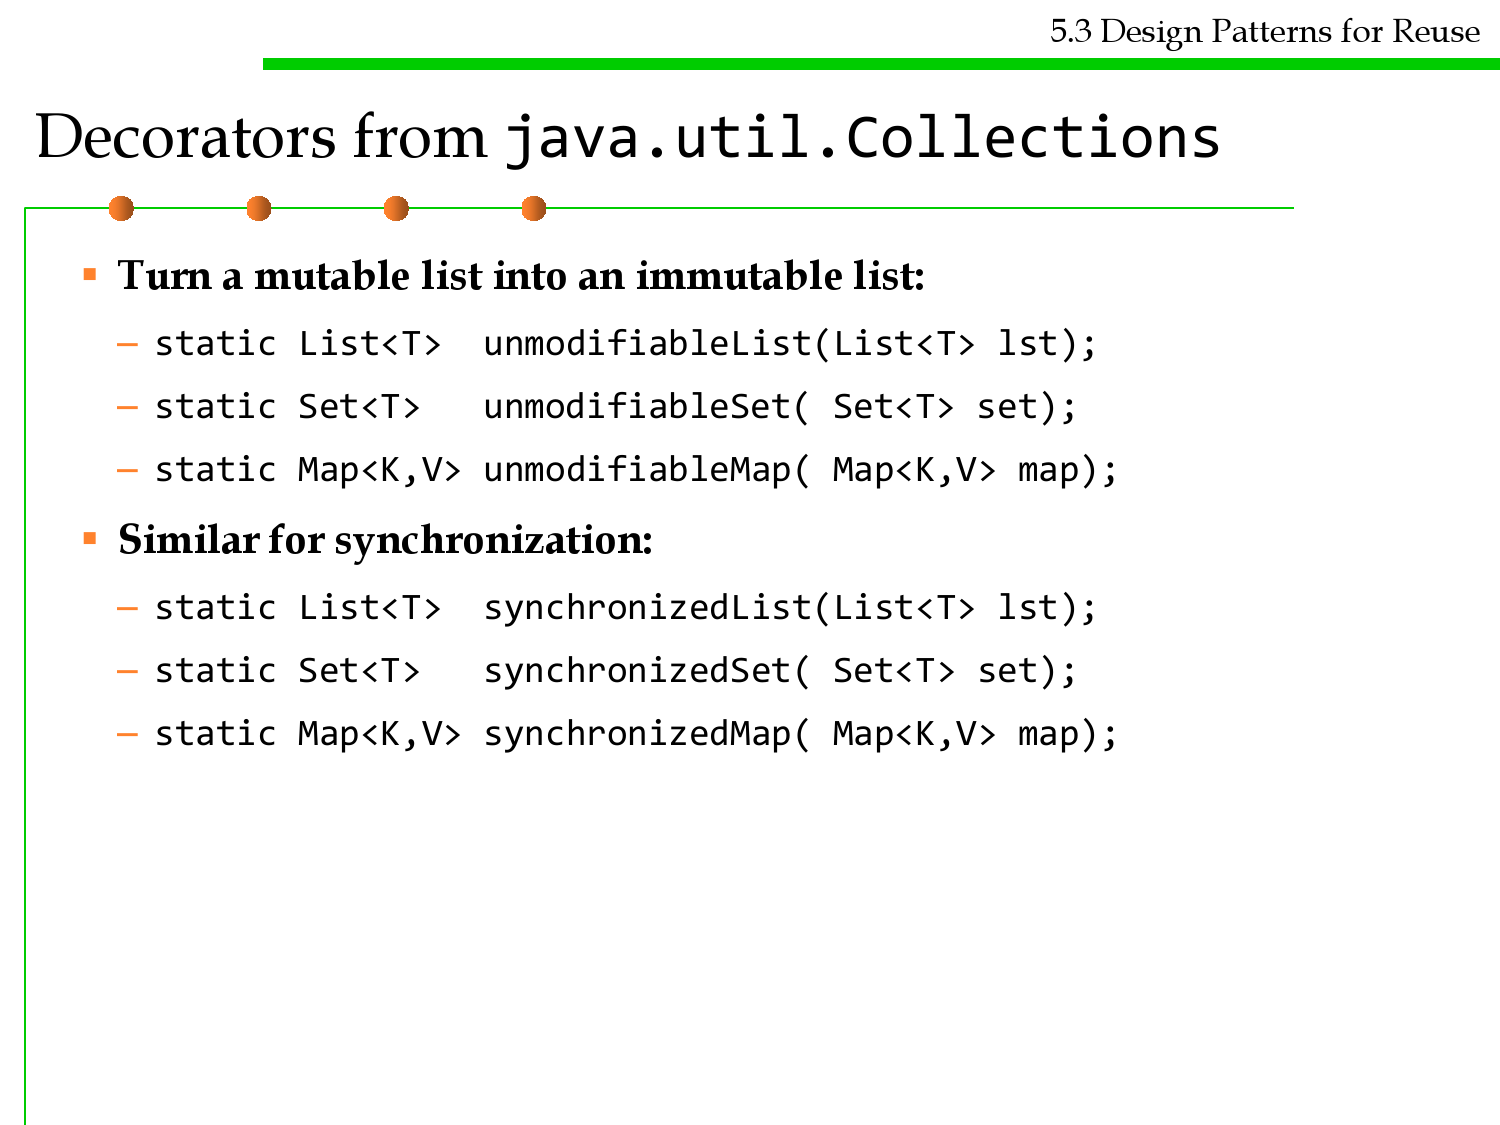 5.3 Design Patterns for Reuse
Decorators from java.util.Collections
▪ Turn a mutable list into an immutable list:
– static List<T>  unmodifiableList(List<T> lst);
– static Set<T>   unmodifiableSet( Set<T> set);
– static Map<K,V> unmodifiableMap( Map<K,V> map);
▪ Similar for synchronization:
– static List<T>  synchronizedList(List<T> lst);
– static Set<T>   synchronizedSet( Set<T> set);
– static Map<K,V> synchronizedMap( Map<K,V> map);